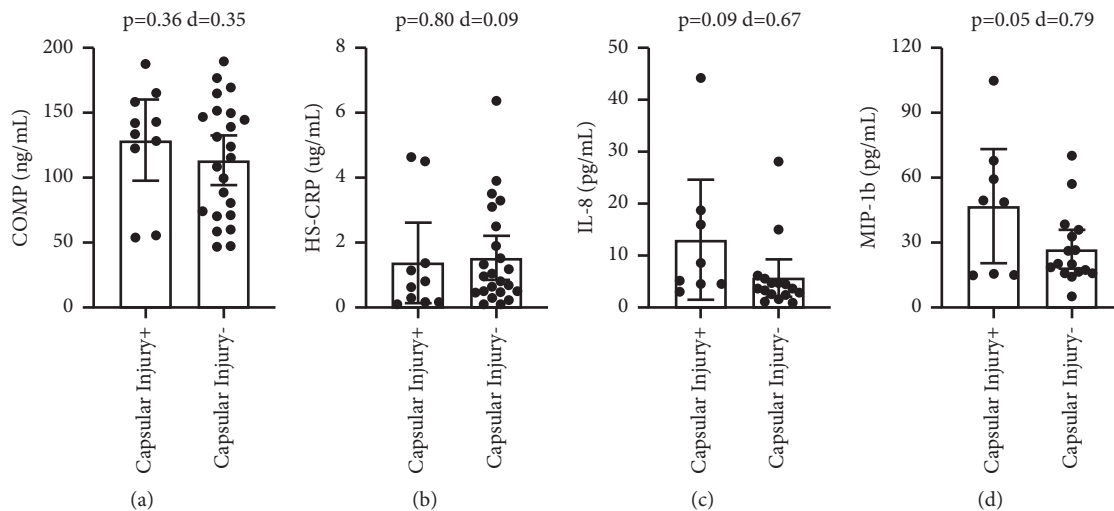 p=0.36 d=0.35
COMP (ng/mL)
200
150
100
50
0
Capsular Injury+
Capsular Injury-
(a)
p=0.80 d=0.09
HS-CRP (ug/mL)
8
6
4
2
0
Capsular Injury+
Capsular Injury-
(b)
p=0.09 d=0.67
IL-8 (pg/mL)
50
40
30
20
10
0
Capsular Injury+
Capsular Injury-
(c)
p=0.05 d=0.79
MIP-1b (pg/mL)
120
90
60
30
0
Capsular Injury+
Capsular Injury-
(d)